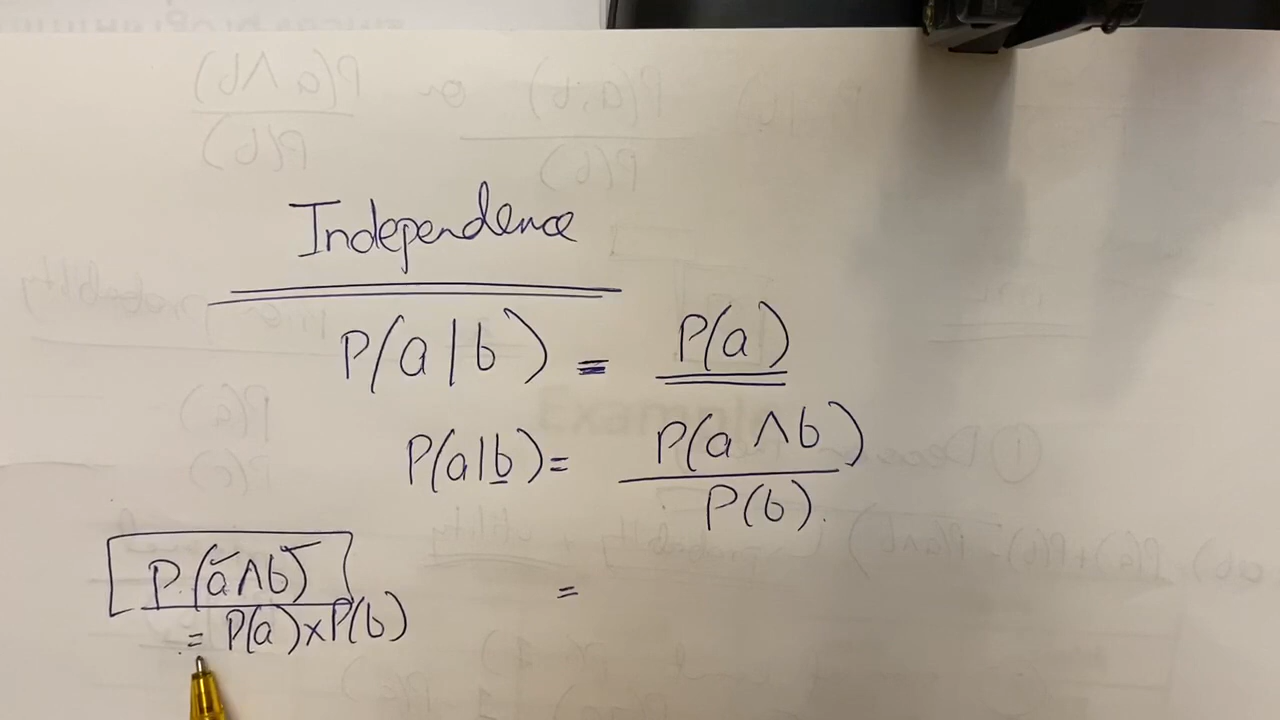 Independence
P(a|b) = P(a)
P(a|b) = P(a ∧ b) / P(b).
P(a ∧ b)
= P(a) x P(b)
=